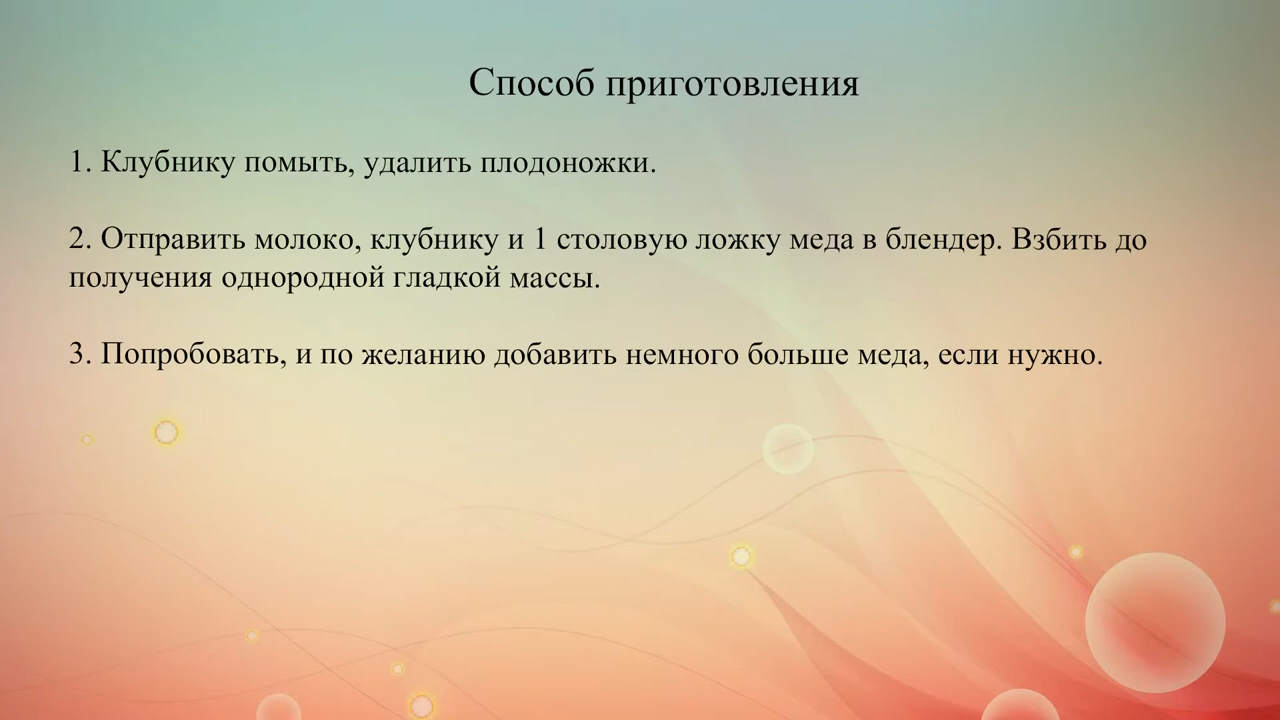 Способ приготовления
1. Клубнику помыть, удалить плодоножки.
2. Отправить молоко, клубнику и 1 столовую ложку меда в блендер. Взбить до
получения однородной гладкой массы.
3. Попробовать, и по желанию добавить немного больше меда, если нужно.